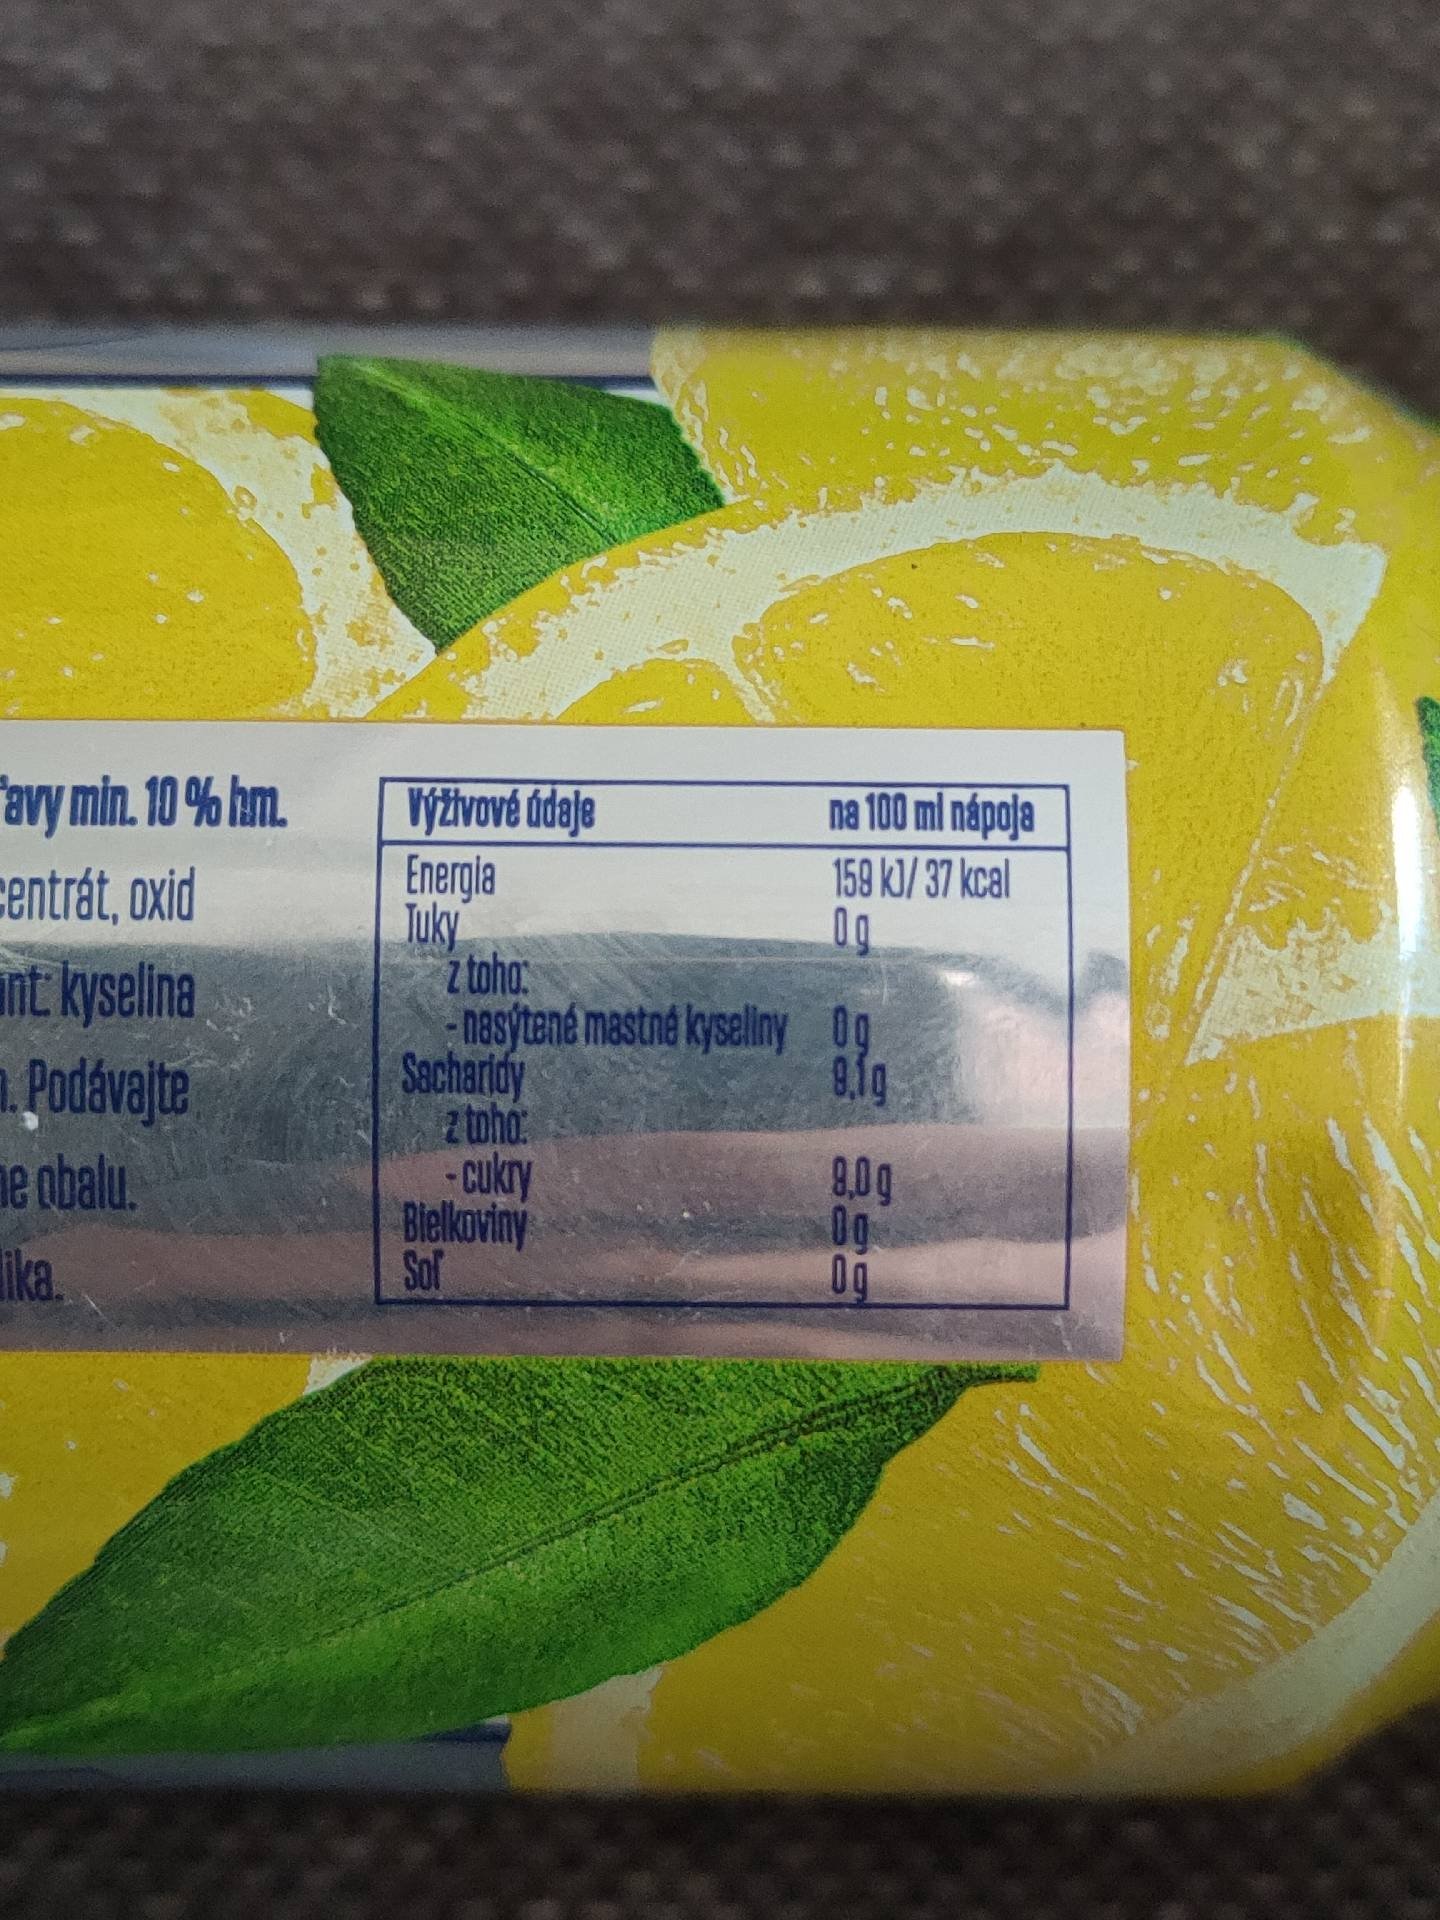 ťavy min. 10 % hm.
centrát, oxid
ant: kyselina
. Podávajte
ne obalu.
lika.
Výživové údaje na 100 ml nápoja
Energia 159 kJ/ 37 kcal
Tuky 0 g
z toho:
- nasýtené mastné kyseliny 0 g
Sacharidy 9,1 g
z toho:
- cukry 9,0 g
Bielkoviny 0 g
Soľ 0 g